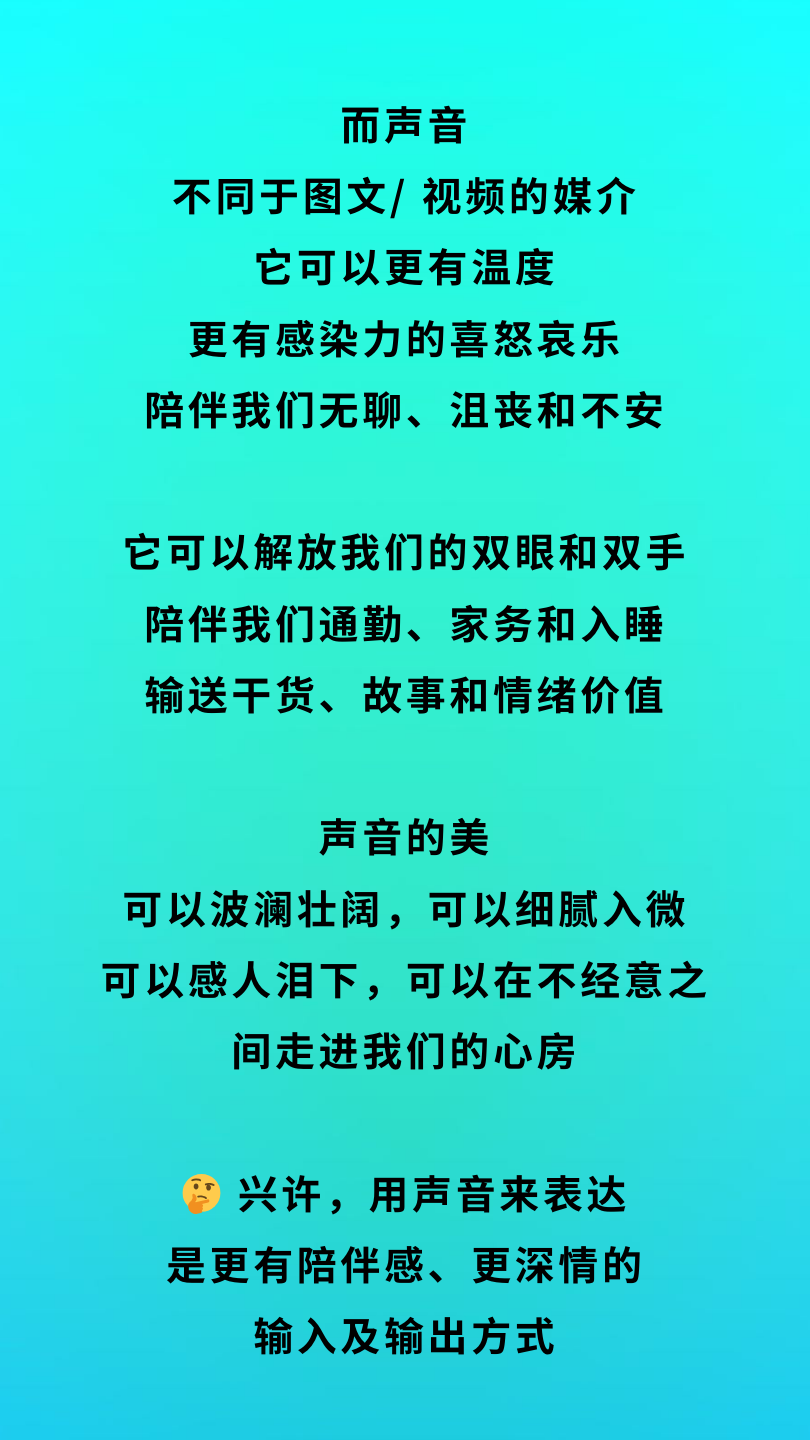 而声音
不同于图文/ 视频的媒介
它可以更有温度
更有感染力的喜怒哀乐
陪伴我们无聊、沮丧和不安
它可以解放我们的双眼和双手
陪伴我们通勤、家务和入睡
输送干货、故事和情绪价值
声音的美
可以波澜壮阔，可以细腻入微
可以感人泪下，可以在不经意之
间走进我们的心房
🤔 兴许，用声音来表达
是更有陪伴感、更深情的
输入及输出方式